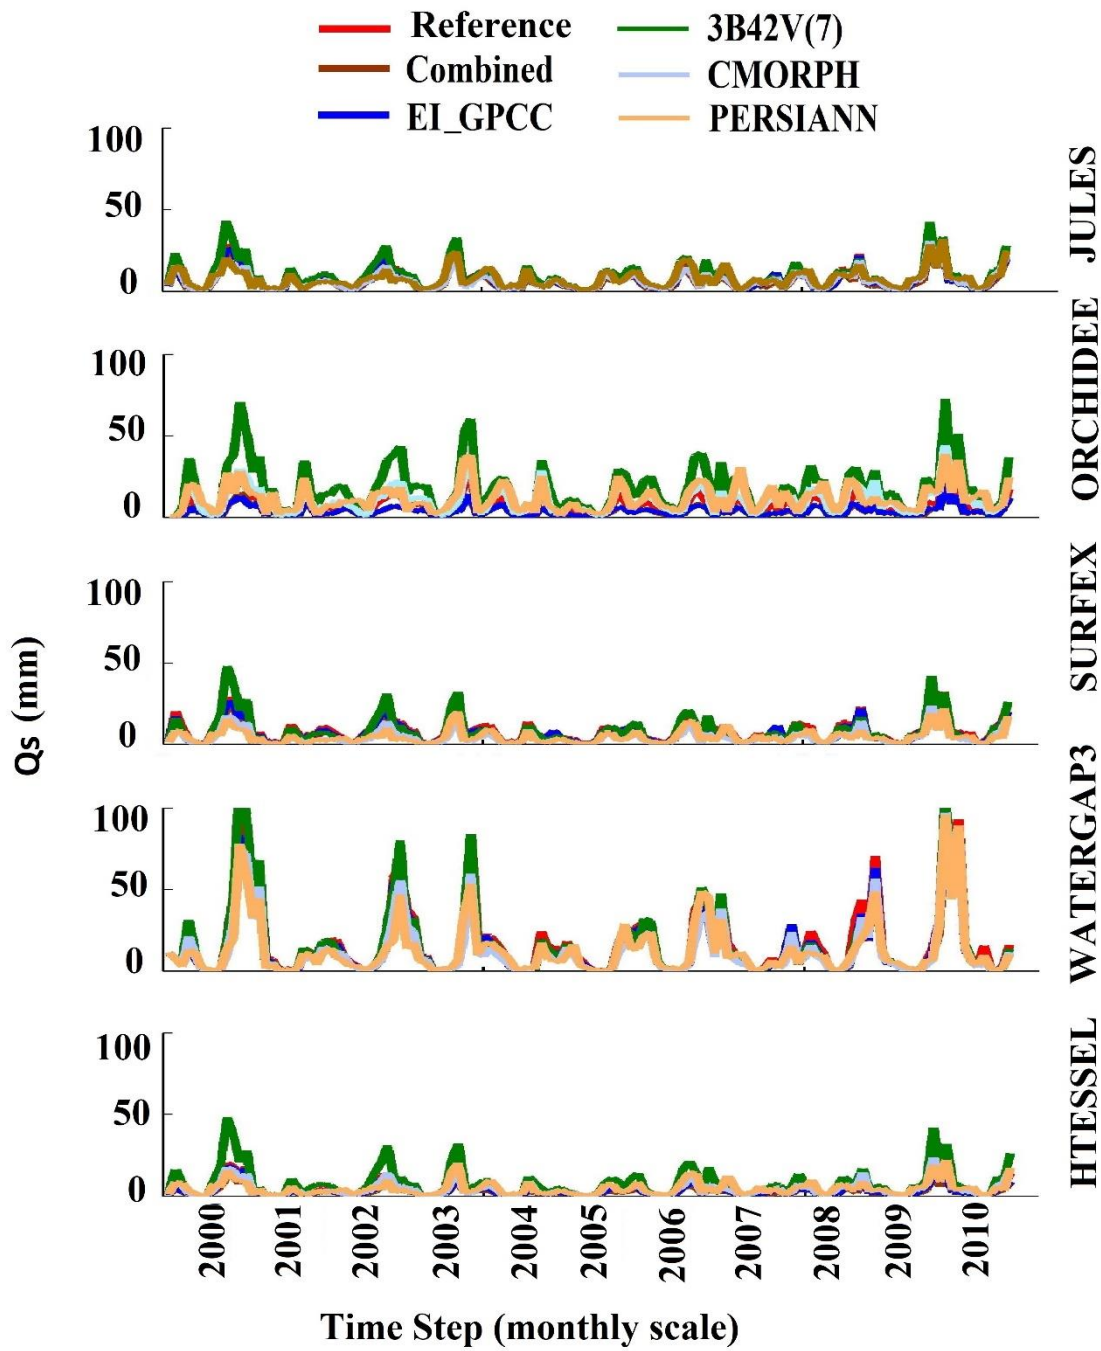 Reference 3B42V(7)
Combined CMORPH
EI_GPCC PERSIANN
100
50
0
JULES
100
50
0
ORCHIDEE
100
50
0
SURFEX
Qs (mm)
100
50
0
WATERGAP3
100
50
0
HTESSEL
2000 2001 2002 2003 2004 2005 2006 2007 2008 2009 2010
Time Step (monthly scale)